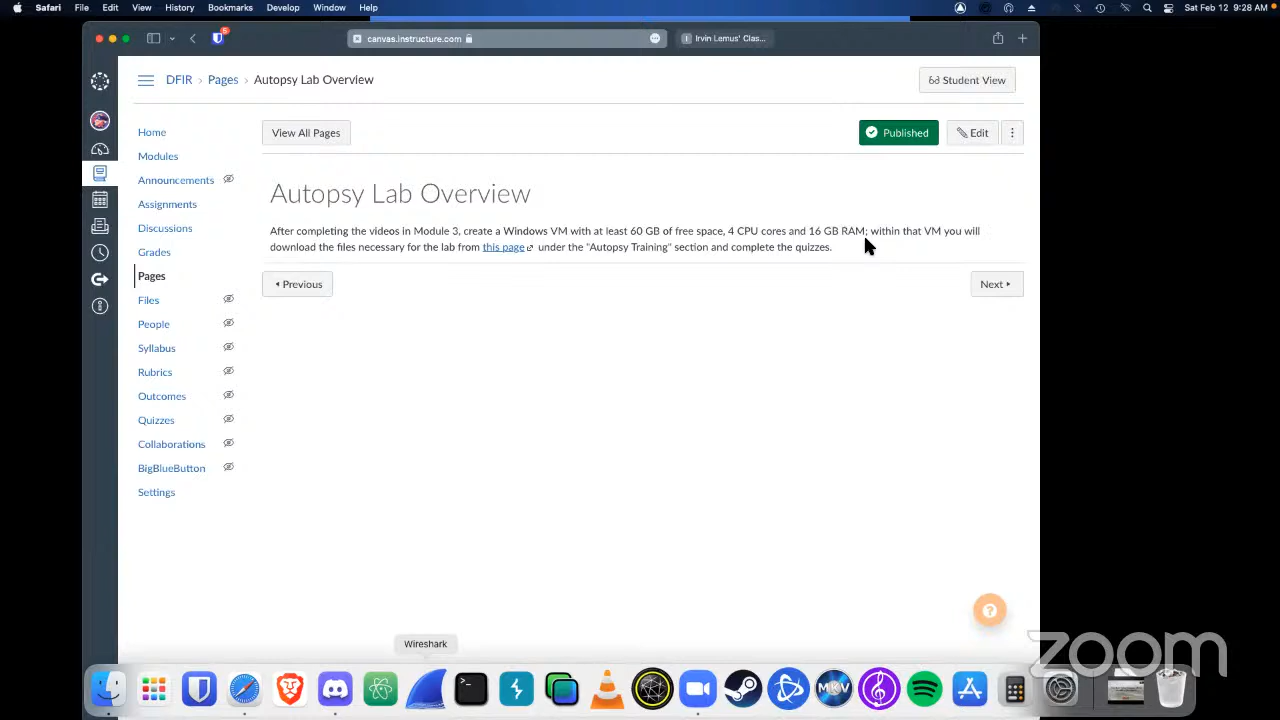 Safari File Edit View History Bookmarks Develop Window Help Sat Feb 12 9:28 AM
canvas.instructure.com
Irvin Lemus' Clas...
DFIR › Pages › Autopsy Lab Overview
Student View
Home
Modules
Announcements
Assignments
Discussions
Grades
Pages
Files
People
Syllabus
Rubrics
Outcomes
Quizzes
Collaborations
BigBlueButton
Settings
View All Pages
Published
Edit
Autopsy Lab Overview
After completing the videos in Module 3, create a Windows VM with at least 60 GB of free space, 4 CPU cores and 16 GB RAM; within that VM you will
download the files necessary for the lab from this page under the "Autopsy Training" section and complete the quizzes.
Previous
Next
Wireshark
MKV
zoom